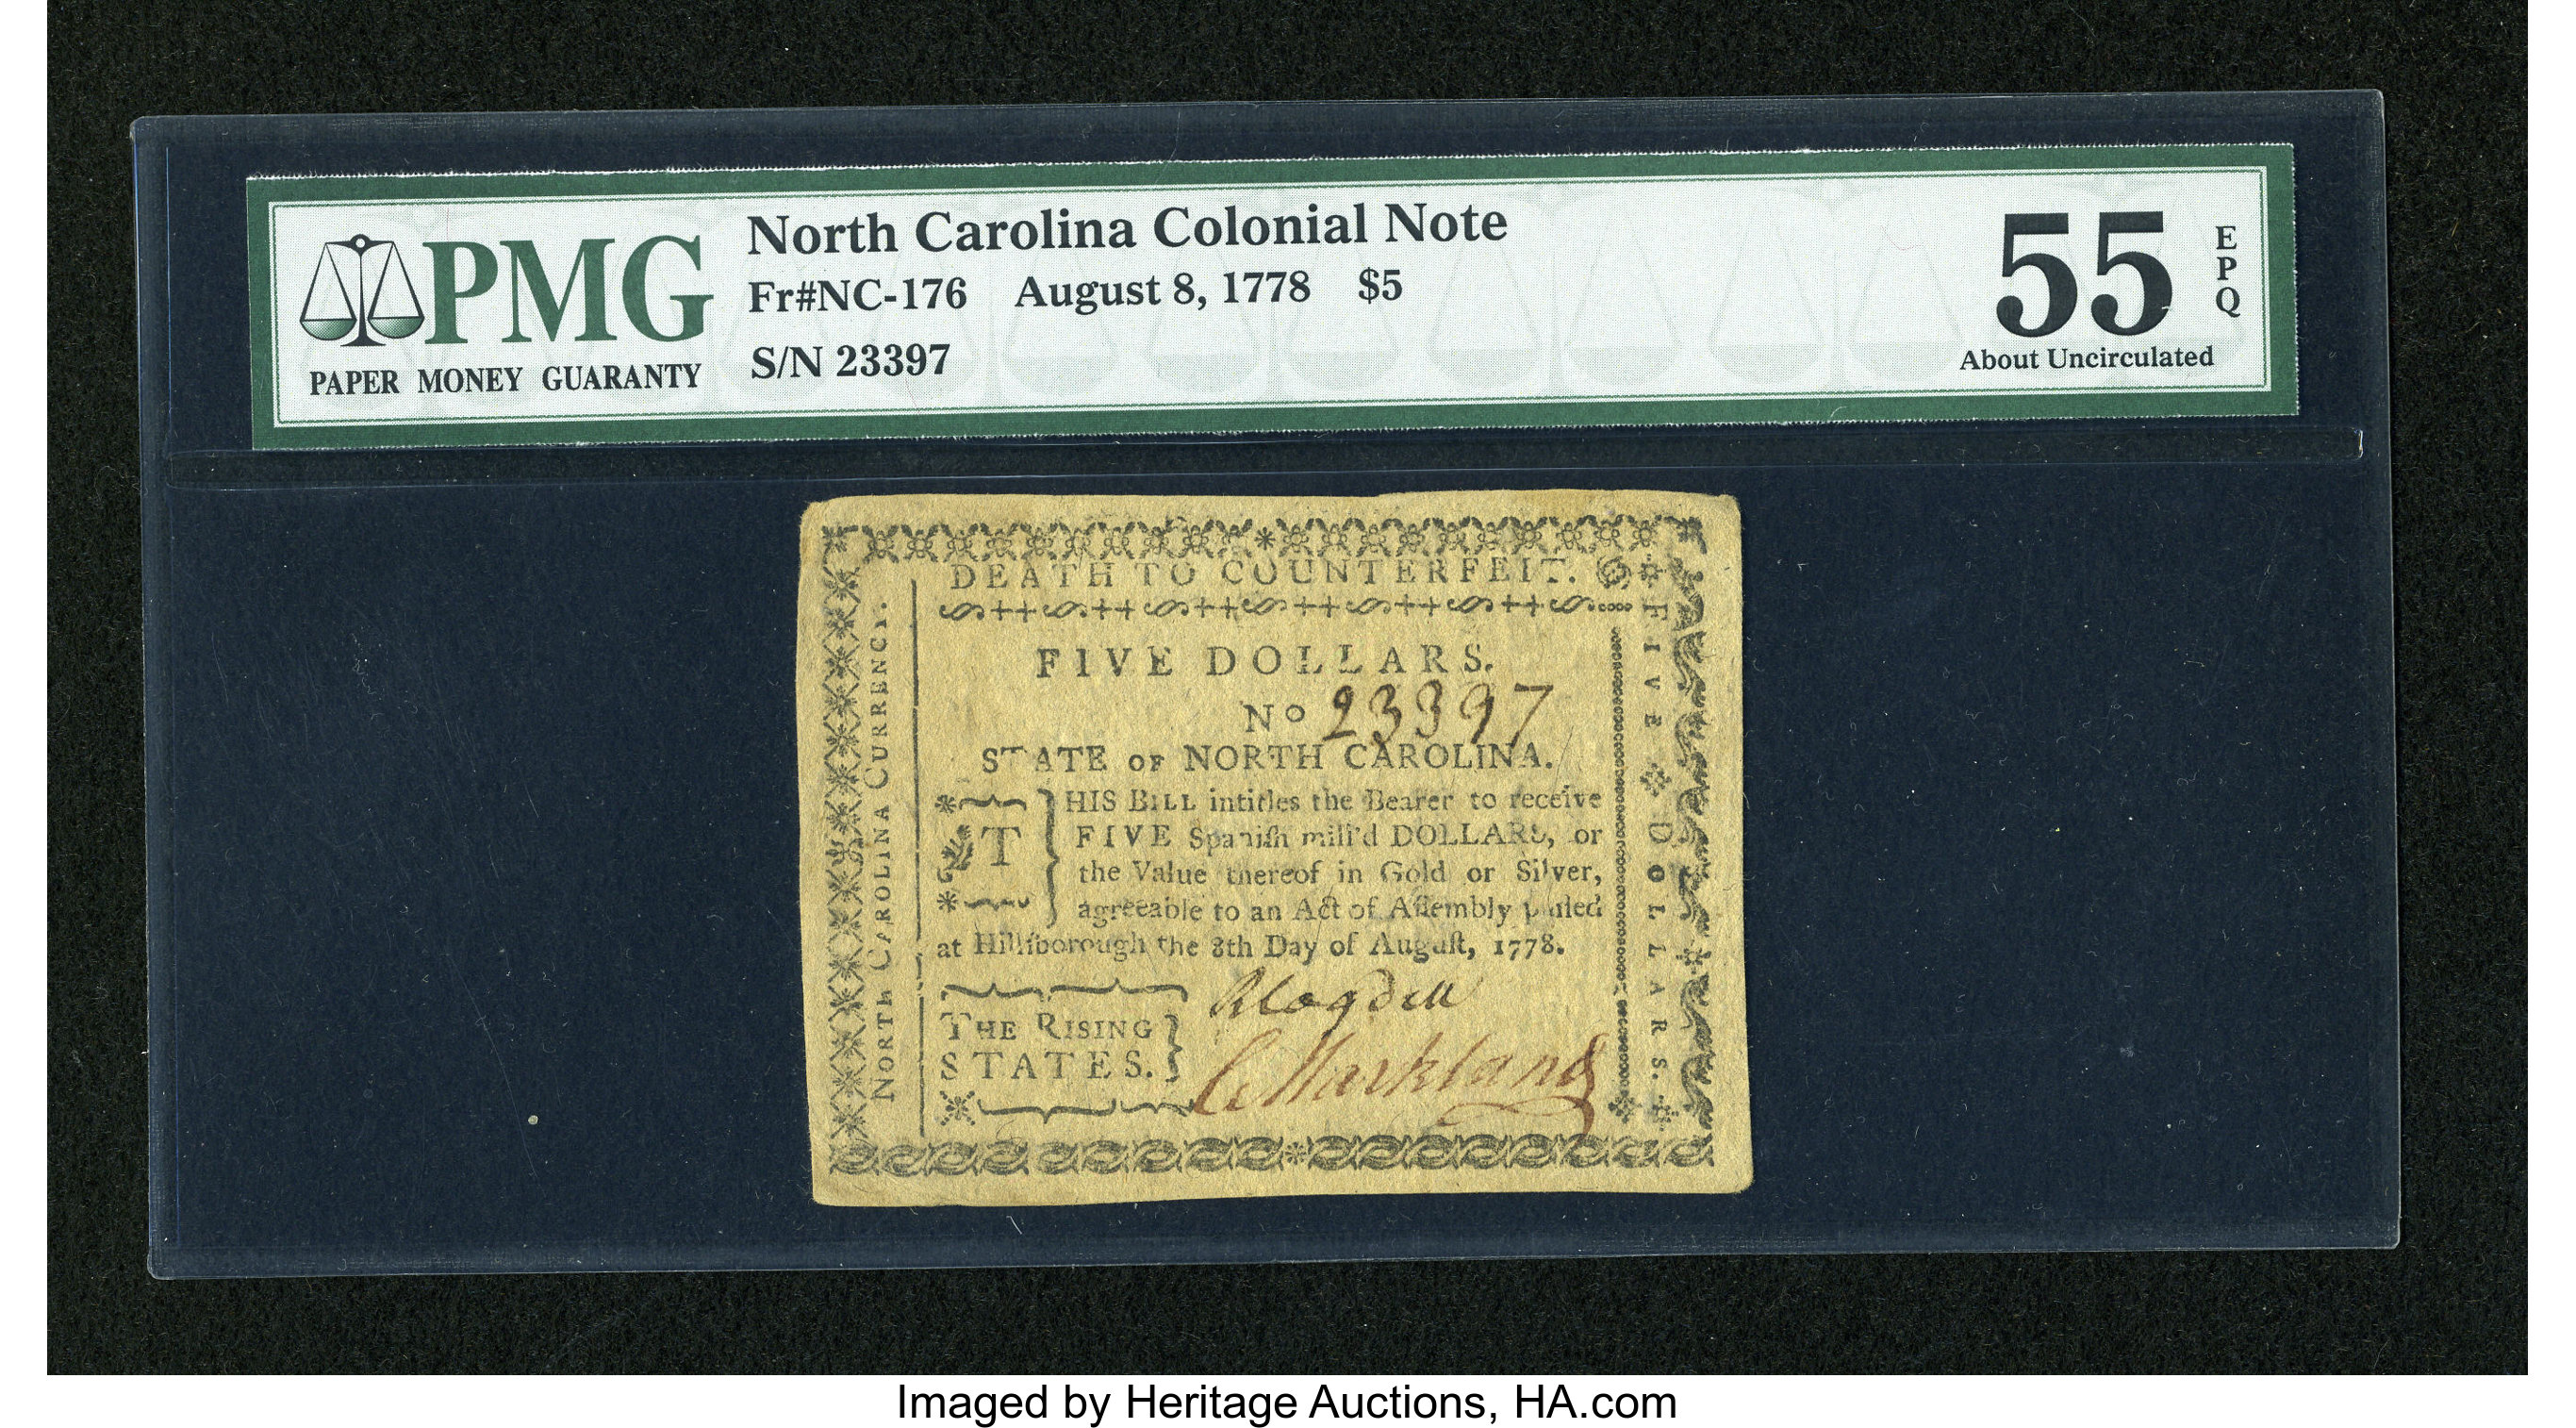 PMG
PAPER MONEY GUARANTY
North Carolina Colonial Note
Fr#NC-176 August 8, 1778 $5
S/N 23397
55
EPQ
About Uncirculated
DEATH TO COUNTERFEIT.
FIVE DOLLARS.
No 23397
STATE OF NORTH CAROLINA.
THIS BILL intitles the Bearer to receive
FIVE Spaniſh mill'd DOLLARS, or
the Value thereof in Gold or Silver,
agreeable to an Act of Aſſembly paſſed
at Hillſborough the 8th Day of Auguſt, 1778.
THE RISING
STATES.
C Markland
NORTH CAROLINA CURRENCY.
FIVE DOLLARS.
Imaged by Heritage Auctions, HA.com